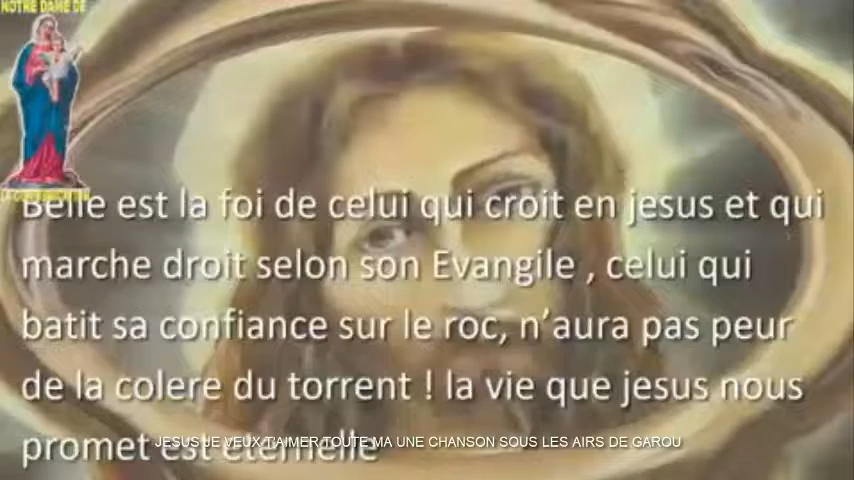 NOTRE DAME DE
Belle est la foi de celui qui croit en jesus et qui
marche droit selon son Evangile , celui qui
batit sa confiance sur le roc, n’aura pas peur
de la colere du torrent ! la vie que jesus nous
promet est eternelle
JESUS JE VEUX T'AIMER TOUTE MA UNE CHANSON SOUS LES AIRS DE GAROU